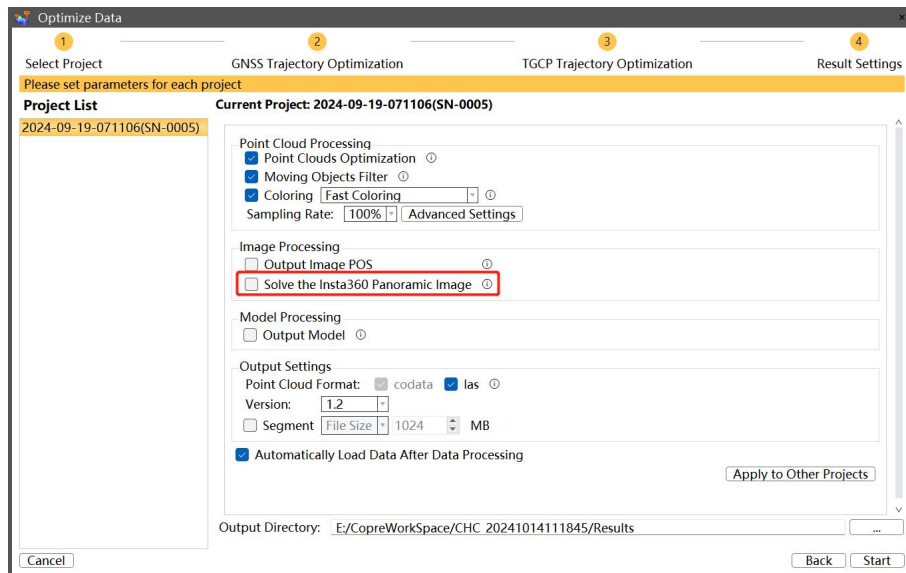 Optimize Data
1 2 3 4
Select Project GNSS Trajectory Optimization TGCP Trajectory Optimization Result Settings
Please set parameters for each project
Project List Current Project: 2024-09-19-071106(SN-0005)
2024-09-19-071106(SN-0005)
Point Cloud Processing
Point Clouds Optimization
Moving Objects Filter
Coloring Fast Coloring
Sampling Rate: 100% Advanced Settings
Image Processing
Output Image POS
Solve the Insta360 Panoramic Image
Model Processing
Output Model
Output Settings
Point Cloud Format: codata las
Version: 1.2
Segment File Size 1024 MB
Automatically Load Data After Data Processing
Apply to Other Projects
Output Directory: E:/CopreWorkSpace/CHC_20241014111845/Results ...
Cancel Back Start